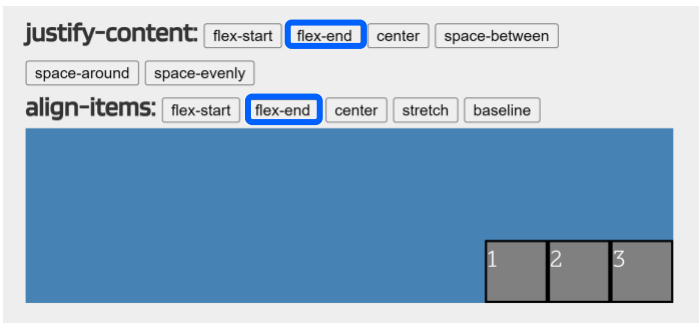 justify-content: flex-start flex-end center space-between
space-around space-evenly
align-items: flex-start flex-end center stretch baseline
1 2 3